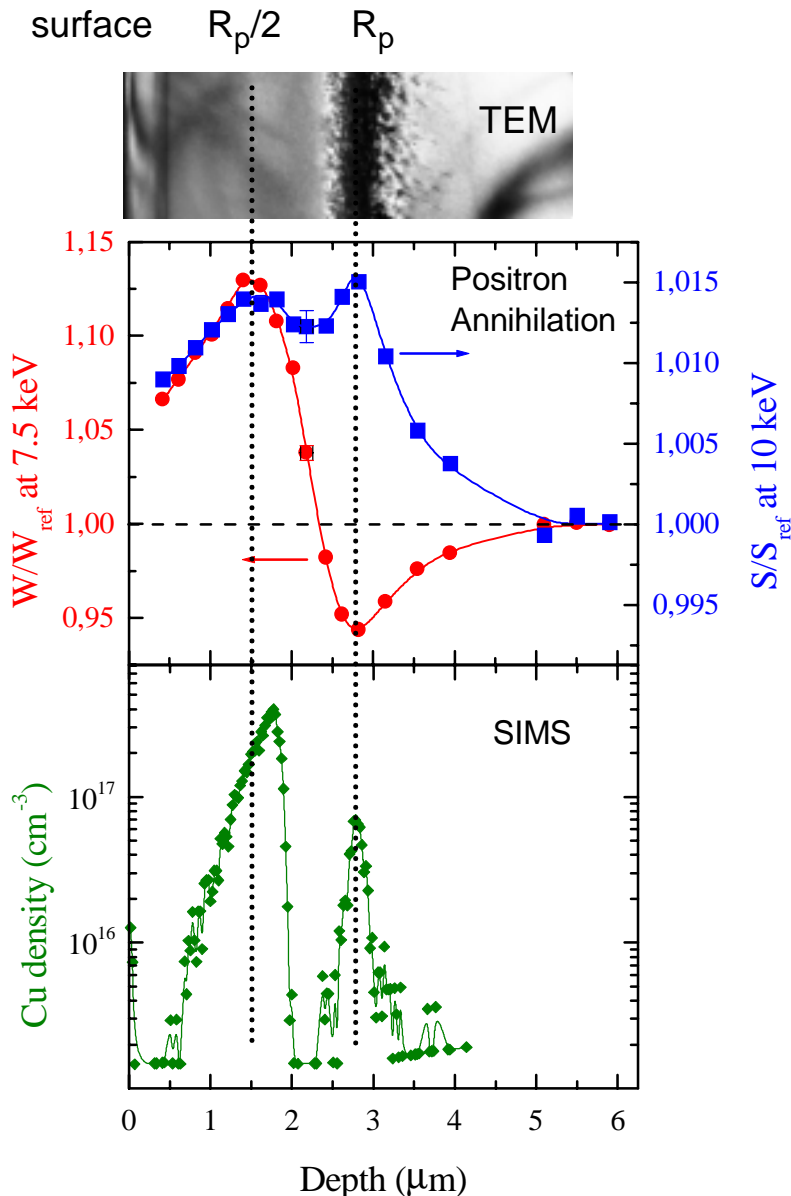 surface R_p/2 R_p
TEM
1,15
1,10
1,05
1,00
0,95
W/W_ref at 7.5 keV
Positron
Annihilation
1,015
1,010
1,005
1,000
0,995
S/S_ref at 10 keV
SIMS
10^17
10^16
Cu density (cm^-3)
0 1 2 3 4 5 6
Depth (μm)